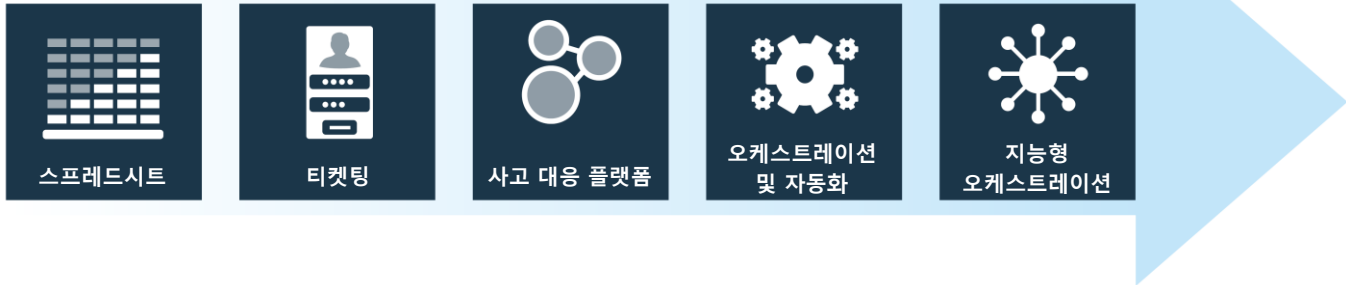 스프레드시트
티켓팅
사고 대응 플랫폼
오케스트레이션
및 자동화
지능형
오케스트레이션